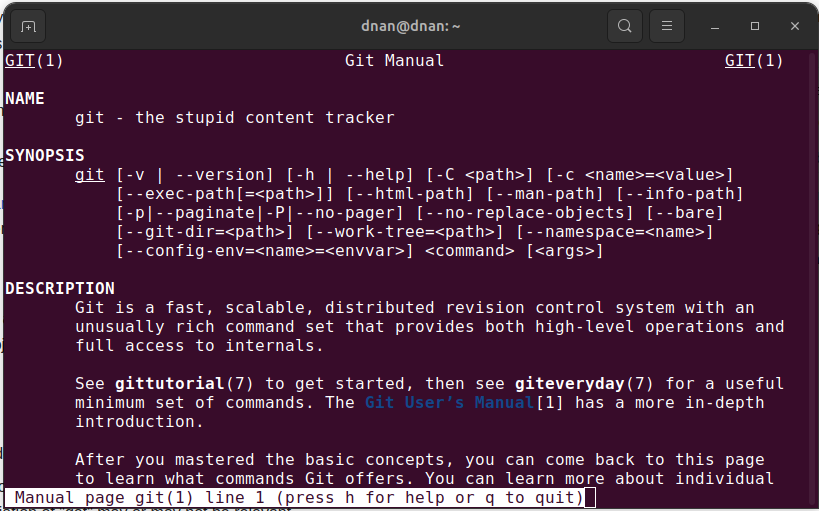 dnan@dnan: ~
GIT(1) Git Manual GIT(1)
NAME
git - the stupid content tracker
SYNOPSIS
git [-v | --version] [-h | --help] [-C <path>] [-c <name>=<value>]
[--exec-path[=<path>]] [--html-path] [--man-path] [--info-path]
[-p|--paginate|-P|--no-pager] [--no-replace-objects] [--bare]
[--git-dir=<path>] [--work-tree=<path>] [--namespace=<name>]
[--config-env=<name>=<envvar>] <command> [<args>]
DESCRIPTION
Git is a fast, scalable, distributed revision control system with an
unusually rich command set that provides both high-level operations and
full access to internals.
See gittutorial(7) to get started, then see giteveryday(7) for a useful
minimum set of commands. The Git User’s Manual[1] has a more in-depth
introduction.
After you mastered the basic concepts, you can come back to this page
to learn what commands Git offers. You can learn more about individual
Manual page git(1) line 1 (press h for help or q to quit)